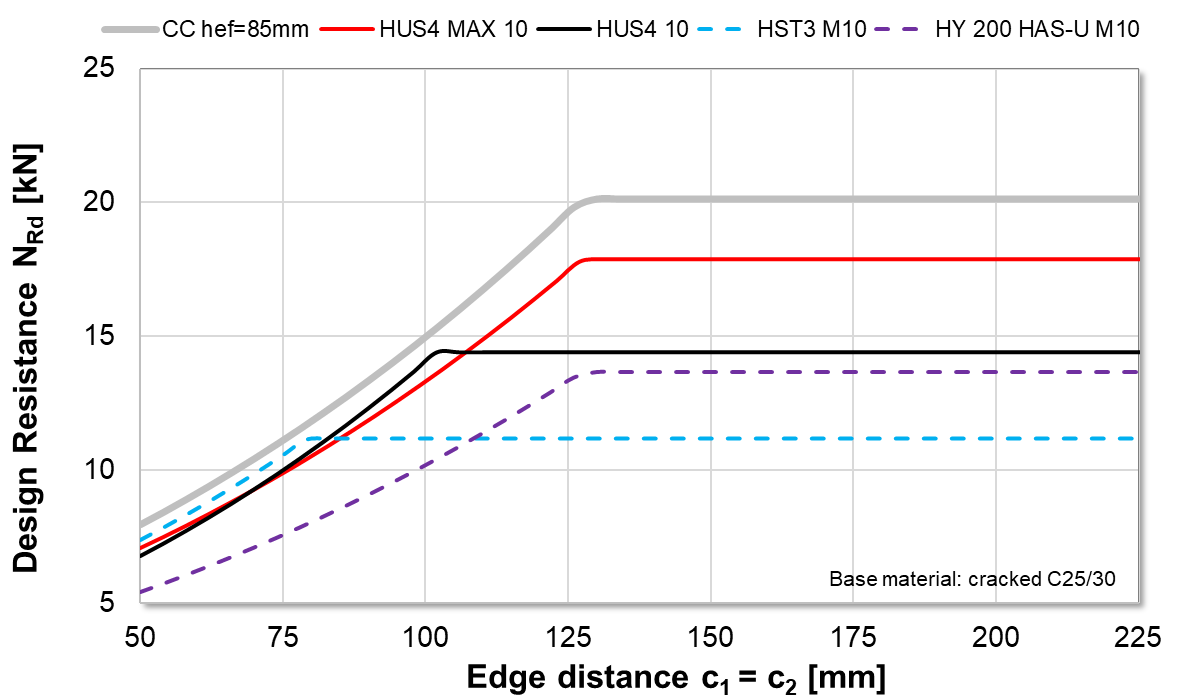 CC hef=85mm HUS4 MAX 10 HUS4 10 HST3 M10 HY 200 HAS-U M10
Design Resistance N_Rd [kN]
25
20
15
10
5
Base material: cracked C25/30
50 75 100 125 150 175 200 225
Edge distance c₁ = c₂ [mm]